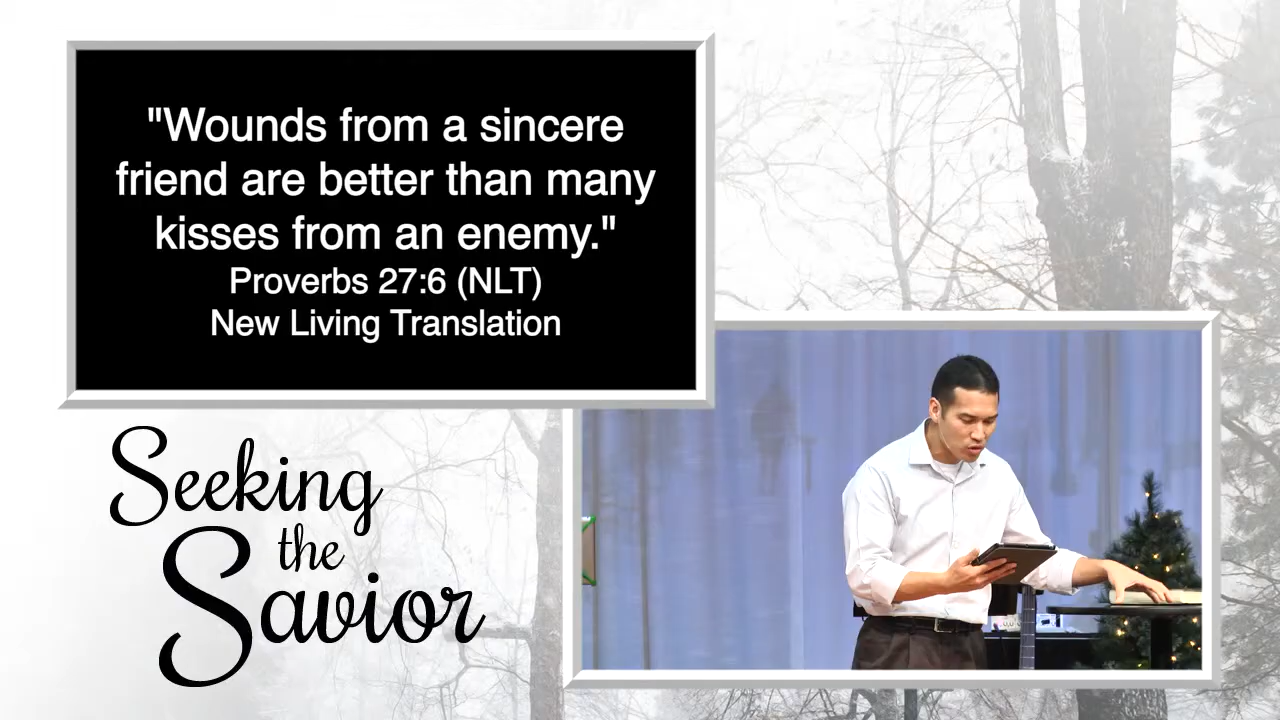 "Wounds from a sincere
friend are better than many
kisses from an enemy."
Proverbs 27:6 (NLT)
New Living Translation
Seeking
the
Savior